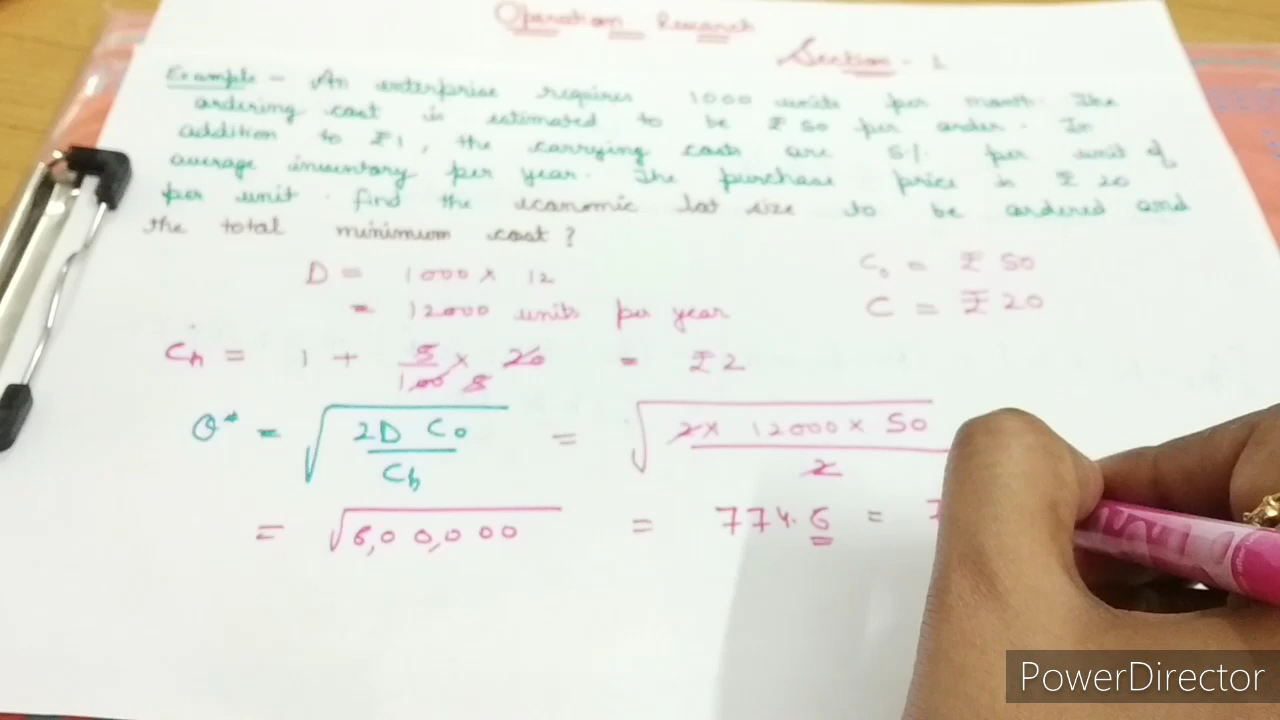 Operation Research
Section - 1
Example - An enterprise requires 1000 units per month. The
ordering cost is estimated to be ₹ 50 per order. In
addition to ₹1, the carrying costs are 5% per unit of
average inventory per year. The purchase price is ₹ 20
per unit. find the economic lot size to be ordered and
the total minimum cost?
D = 1000 × 12
C₀ = ₹ 50
= 12000 units per year
C = ₹ 20
Ch = 1 + 5/100 × 20 = ₹2
Q* = √(2D C₀/Ch) = √(2 × 12000 × 50/2)
= √6,00,000 = 774.6 = 7
PowerDirector